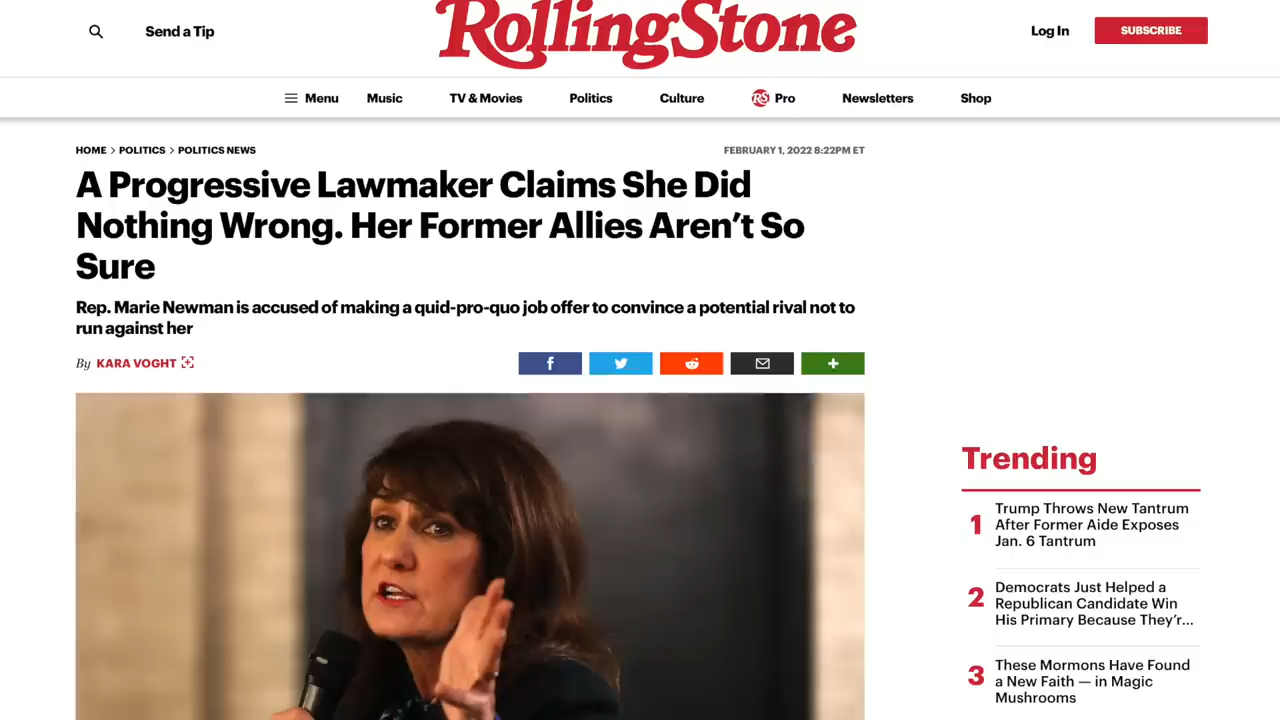 Send a Tip
RollingStone
Log In
SUBSCRIBE
Menu
Music
TV & Movies
Politics
Culture
RS Pro
Newsletters
Shop
HOME > POLITICS > POLITICS NEWS
FEBRUARY 1, 2022 8:22PM ET
A Progressive Lawmaker Claims She Did
Nothing Wrong. Her Former Allies Aren’t So
Sure
Rep. Marie Newman is accused of making a quid-pro-quo job offer to convince a potential rival not to
run against her
By KARA VOGHT
Trending
1
Trump Throws New Tantrum
After Former Aide Exposes
Jan. 6 Tantrum
2
Democrats Just Helped a
Republican Candidate Win
His Primary Because They’r...
3
These Mormons Have Found
a New Faith — in Magic
Mushrooms